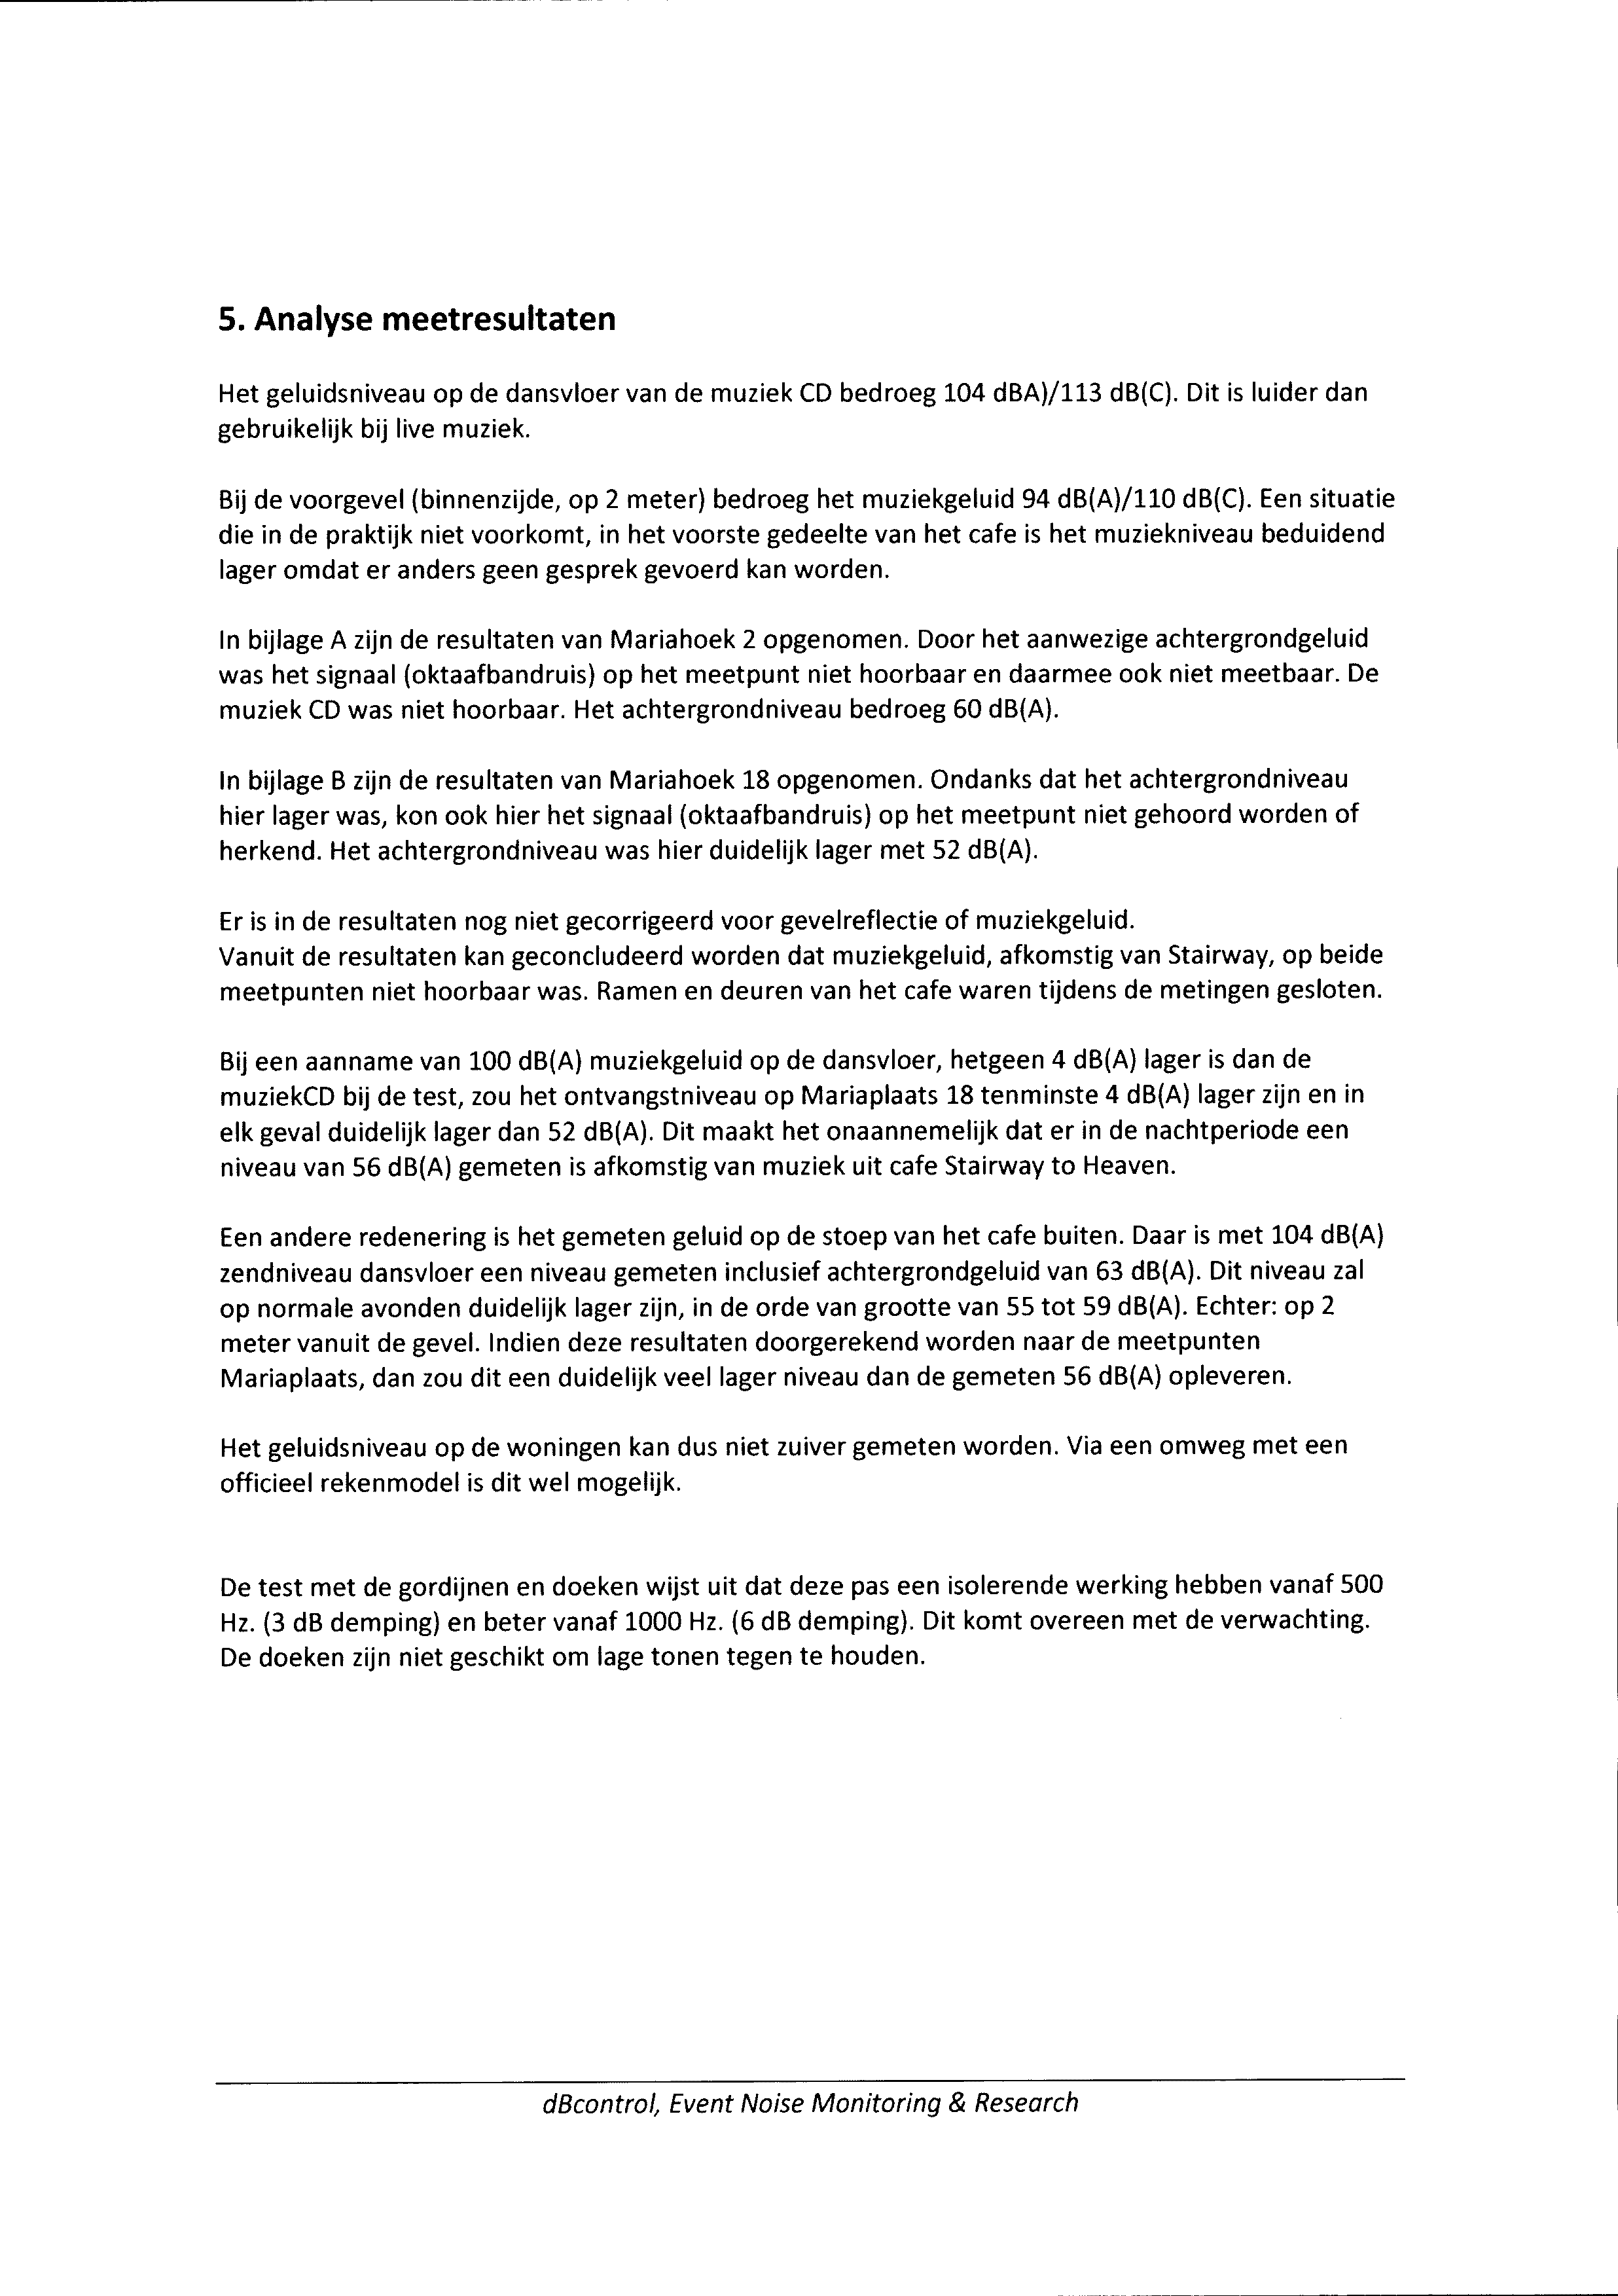 5. Analyse meetresultaten
Het geluidsniveau op de dansvloer van de muziek CD bedroeg 104 dBA)/113 dB(C). Dit is luider dan
gebruikelijk bij live muziek.
Bij de voorgevel (binnenzijde, op 2 meter) bedroeg het muziekgeluid 94 dB(A)/110 dB(C). Een situatie
die in de praktijk niet voorkomt, in het voorste gedeelte van het cafe is het muziekniveau beduidend
lager omdat er anders geen gesprek gevoerd kan worden.
In bijlage A zijn de resultaten van Mariahoek 2 opgenomen. Door het aanwezige achtergrondgeluid
was het signaal (oktaafbandruis) op het meetpunt niet hoorbaar en daarmee ook niet meetbaar. De
muziek CD was niet hoorbaar. Het achtergrondniveau bedroeg 60 dB(A).
In bijlage B zijn de resultaten van Mariahoek 18 opgenomen. Ondanks dat het achtergrondniveau
hier lager was, kon ook hier het signaal (oktaafbandruis) op het meetpunt niet gehoord worden of
herkend. Het achtergrondniveau was hier duidelijk lager met 52 dB(A).
Er is in de resultaten nog niet gecorrigeerd voor gevelreflectie of muziekgeluid.
Vanuit de resultaten kan geconcludeerd worden dat muziekgeluid, afkomstig van Stairway, op beide
meetpunten niet hoorbaar was. Ramen en deuren van het cafe waren tijdens de metingen gesloten.
Bij een aanname van 100 dB(A) muziekgeluid op de dansvloer, hetgeen 4 dB(A) lager is dan de
muziekCD bij de test, zou het ontvangstniveau op Mariaplaats 18 tenminste 4 dB(A) lager zijn en in
elk geval duidelijk lager dan 52 dB(A). Dit maakt het onaannemelijk dat er in de nachtperiode een
niveau van 56 dB(A) gemeten is afkomstig van muziek uit cafe Stairway to Heaven.
Een andere redenering is het gemeten geluid op de stoep van het cafe buiten. Daar is met 104 dB(A)
zendniveau dansvloer een niveau gemeten inclusief achtergrondgeluid van 63 dB(A). Dit niveau zal
op normale avonden duidelijk lager zijn, in de orde van grootte van 55 tot 59 dB(A). Echter: op 2
meter vanuit de gevel. Indien deze resultaten doorgerekend worden naar de meetpunten
Mariaplaats, dan zou dit een duidelijk veel lager niveau dan de gemeten 56 dB(A) opleveren.
Het geluidsniveau op de woningen kan dus niet zuiver gemeten worden. Via een omweg met een
officieel rekenmodel is dit wel mogelijk.
De test met de gordijnen en doeken wijst uit dat deze pas een isolerende werking hebben vanaf 500
Hz. (3 dB demping) en beter vanaf 1000 Hz. (6 dB demping). Dit komt overeen met de verwachting.
De doeken zijn niet geschikt om lage tonen tegen te houden.
dBcontrol, Event Noise Monitoring & Research